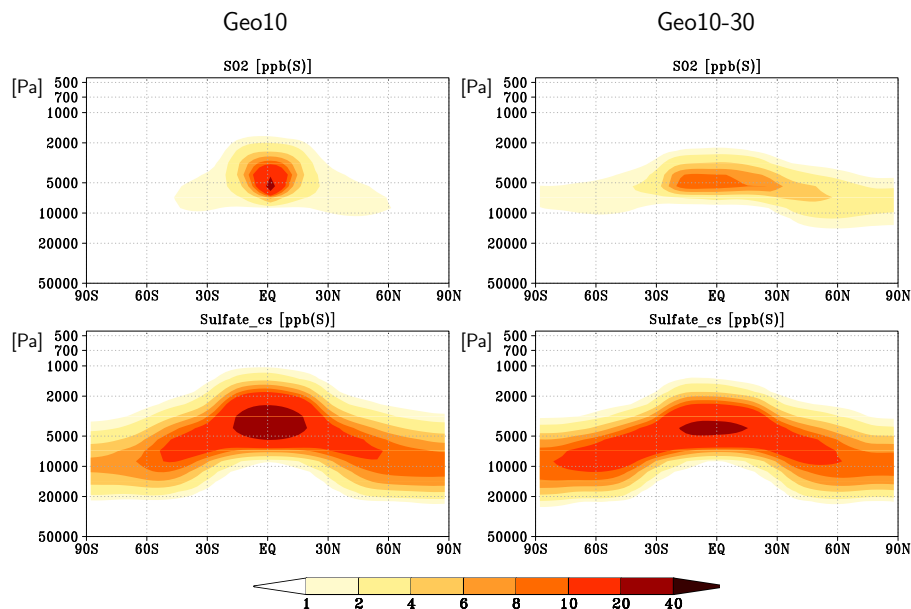 Geo10 Geo10-30
SO2 [ppb(S)] SO2 [ppb(S)]
[Pa] [Pa]
500 500
700 700
1000 1000
2000 2000
5000 5000
10000 10000
20000 20000
50000 50000
90S 60S 30S EQ 30N 60N 90N 90S 60S 30S EQ 30N 60N 90N
Sulfate_cs [ppb(S)] Sulfate_cs [ppb(S)]
[Pa] [Pa]
500 500
700 700
1000 1000
2000 2000
5000 5000
10000 10000
20000 20000
50000 50000
90S 60S 30S EQ 30N 60N 90N 90S 60S 30S EQ 30N 60N 90N
1 2 4 6 8 10 20 40